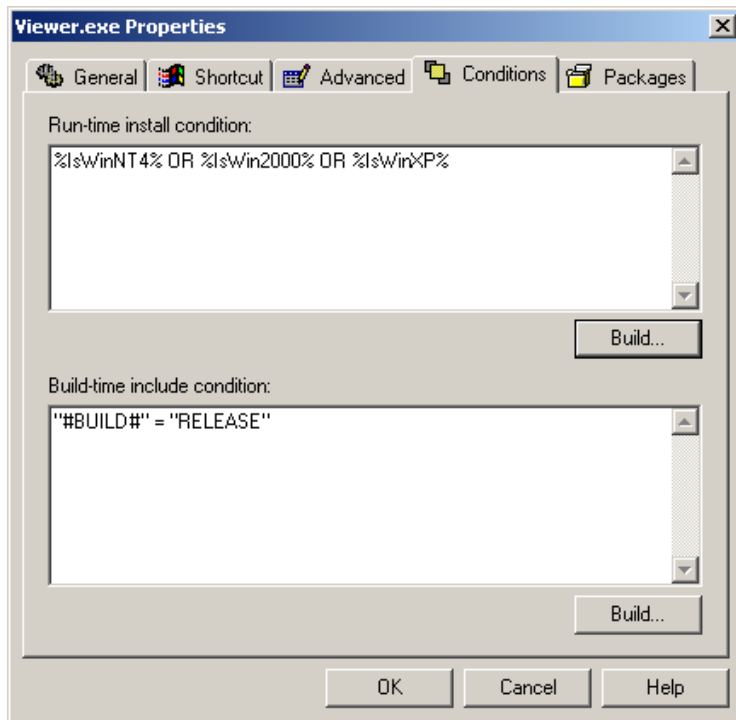 Viewer.exe Properties
General Shortcut Advanced Conditions Packages
Run-time install condition:
%IsWinNT4% OR %IsWin2000% OR %IsWinXP%
Build...
Build-time include condition:
"#BUILD#" = "RELEASE"
Build...
OK Cancel Help